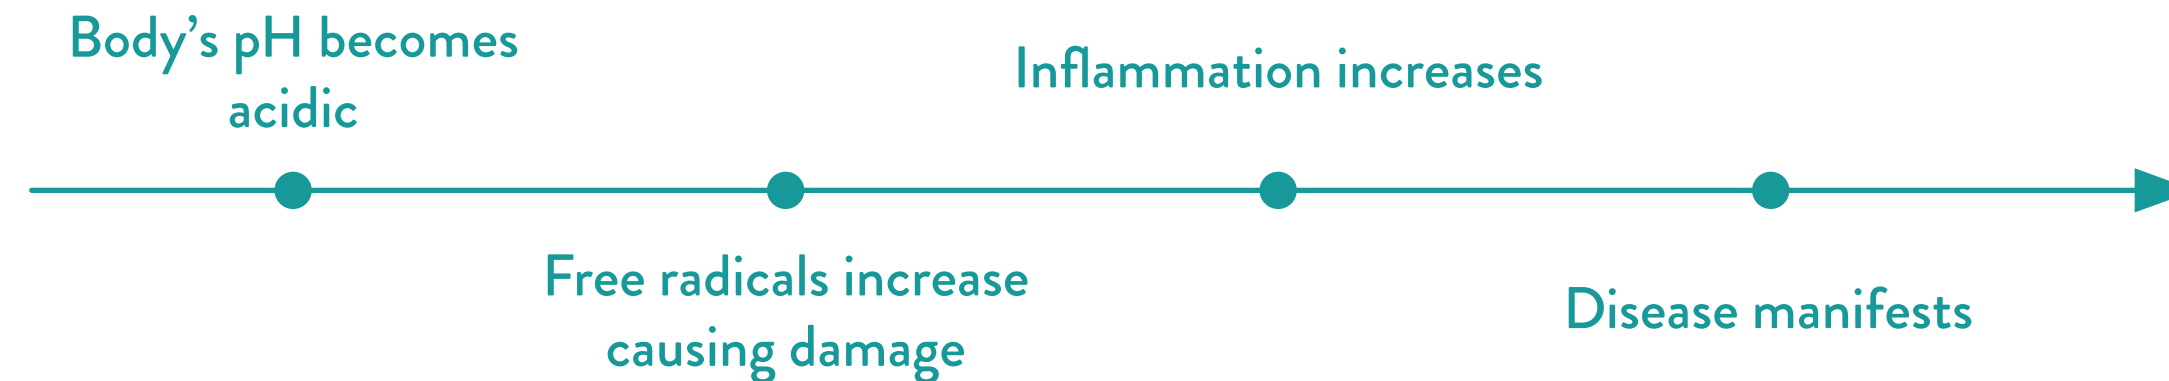 Body's pH becomes
acidic
Free radicals increase
causing damage
Inflammation increases
Disease manifests